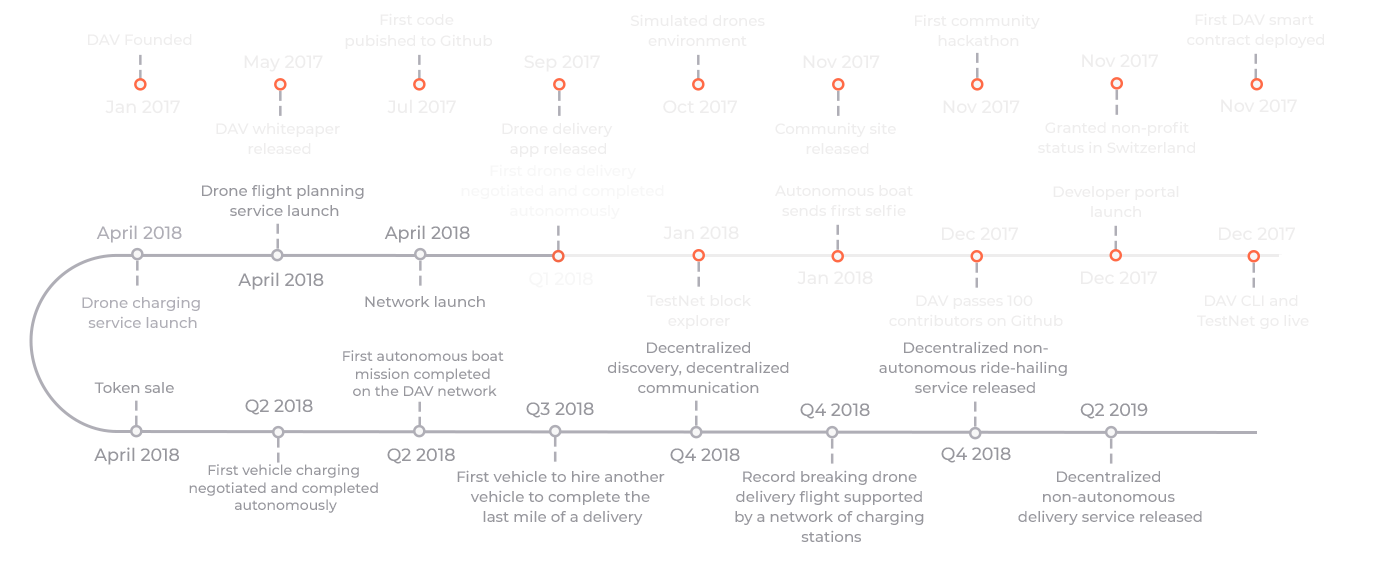 DAV Founded
Jan 2017
May 2017
DAV whitepaper
released
First code
pubished to Github
Jul 2017
Sep 2017
Drone delivery
app released
Simulated drones
environment
Oct 2017
Nov 2017
Community site
released
First community
hackathon
Nov 2017
Nov 2017
Granted non-profit
status in Switzerland
First DAV smart
contract deployed
Nov 2017
Dec 2017
DAV CLI and
TestNet go live
Developer portal
launch
Dec 2017
Dec 2017
DAV passes 100
contributors on Github
Autonomous boat
sends first selfie
Jan 2018
Jan 2018
TestNet block
explorer
First drone delivery
negotiated and completed
autonomously
Q1 2018
April 2018
Network launch
Drone flight planning
service launch
April 2018
April 2018
Drone charging
service launch
Token sale
April 2018
Q2 2018
First vehicle charging
negotiated and completed
autonomously
First autonomous boat
mission completed
on the DAV network
Q2 2018
Q3 2018
First vehicle to hire another
vehicle to complete the
last mile of a delivery
Decentralized
discovery, decentralized
communication
Q4 2018
Q4 2018
Record breaking drone
delivery flight supported
by a network of charging
stations
Decentralized non-
autonomous ride-hailing
service released
Q4 2018
Q2 2019
Decentralized
non-autonomous
delivery service released